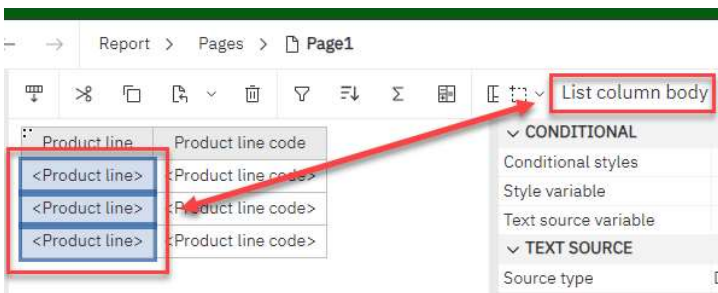 Report > Pages > Page1
List column body
Product line Product line code
<Product line> <Product line code>
<Product line> <Product line code>
<Product line> <Product line code>
CONDITIONAL
Conditional styles
Style variable
Text source variable
TEXT SOURCE
Source type